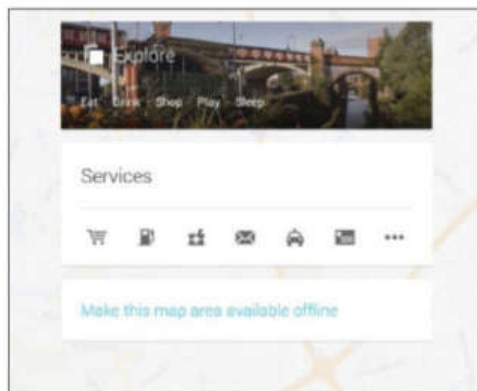 Explore
Eat Drink Shop Play Sleep
Services
Make this map area available offline